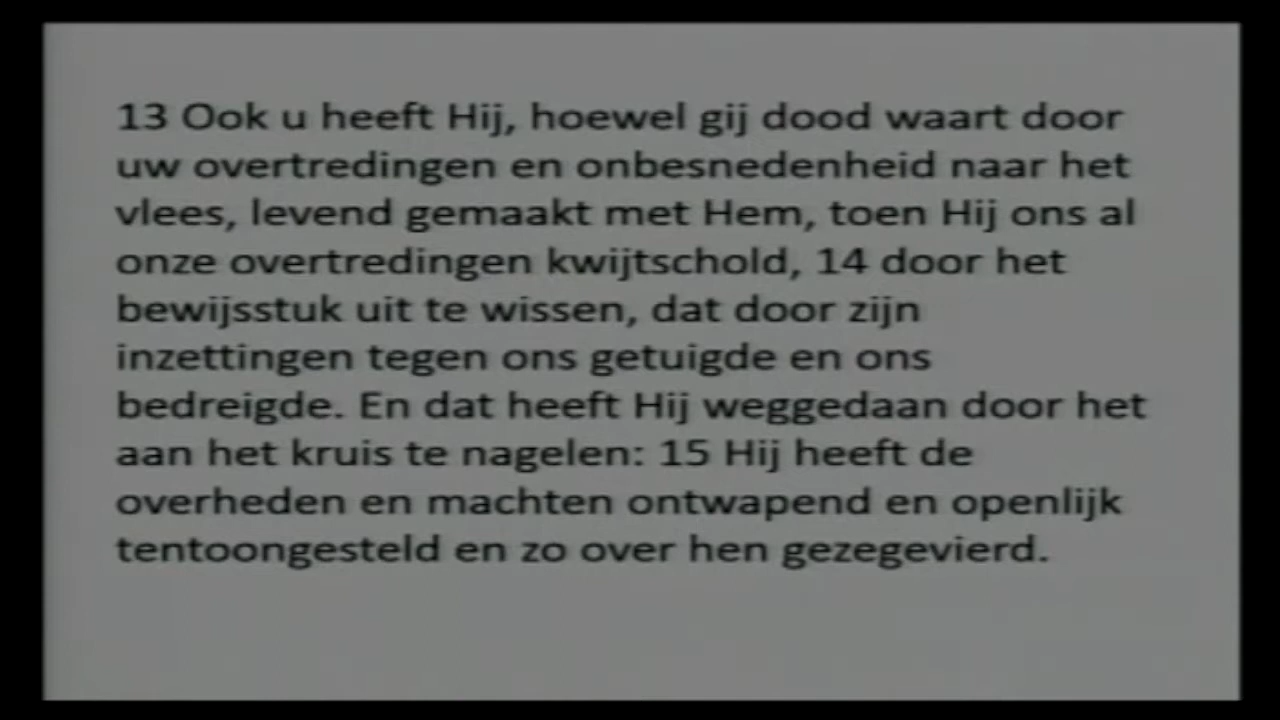 13 Ook u heeft Hij, hoewel gij dood waart door
uw overtredingen en onbesnedenheid naar het
vlees, levend gemaakt met Hem, toen Hij ons al
onze overtredingen kwijtschold, 14 door het
bewijsstuk uit te wissen, dat door zijn
inzettingen tegen ons getuigde en ons
bedreigde. En dat heeft Hij weggedaan door het
aan het kruis te nagelen: 15 Hij heeft de
overheden en machten ontwapend en openlijk
tentoongesteld en zo over hen gezegevierd.